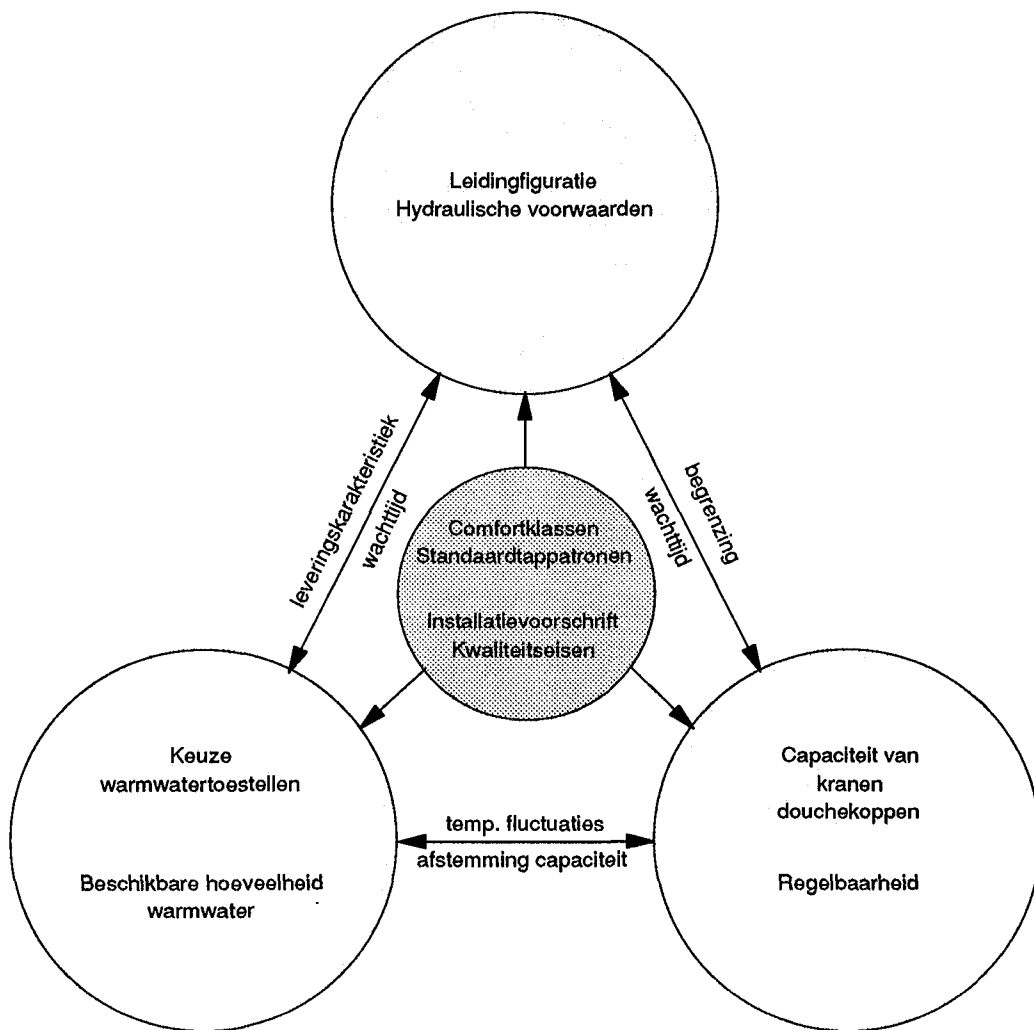 Leidingfiguratie
Hydraulische voorwaarden
leveringskarakteristiek
wachttijd
begrenzing
wachttijd
Comfortklassen
Standaardtappatronen
Installatievoorschrift
Kwaliteitseisen
Keuze
warmwatertoestellen
Beschikbare hoeveelheid
warmwater
temp. fluctuaties
afstemming capaciteit
Capaciteit van
kranen
douchekoppen
Regelbaarheid